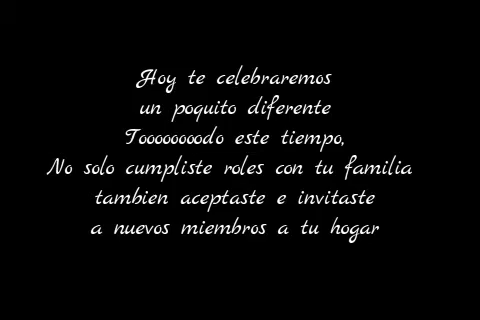 Hoy te celebraremos
un poquito diferente
Toooooooodo este tiempo,
No solo cumpliste roles con tu familia
tambien aceptaste e invitaste
a nuevos miembros a tu hogar